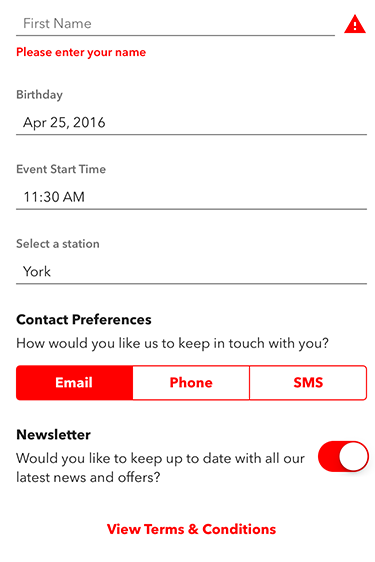 First Name
Please enter your name
Birthday
Apr 25, 2016
Event Start Time
11:30 AM
Select a station
York
Contact Preferences
How would you like us to keep in touch with you?
Email Phone SMS
Newsletter
Would you like to keep up to date with all our
latest news and offers?
View Terms & Conditions